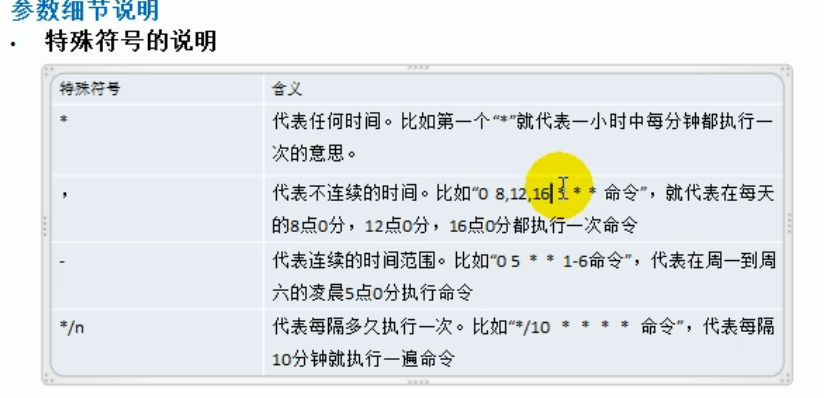 参数细节说明
· 特殊符号的说明
特殊符号 含义
* 代表任何时间。比如第一个“*”就代表一小时中每分钟都执行一
次的意思。
, 代表不连续的时间。比如“0 8,12,16 * * * 命令”，就代表在每天
的8点0分，12点0分，16点0分都执行一次命令
- 代表连续的时间范围。比如“0 5 * * 1-6命令”，代表在周一到周
六的凌晨5点0分执行命令
*/n 代表每隔多久执行一次。比如“*/10 * * * * 命令”，代表每隔
10分钟就执行一遍命令